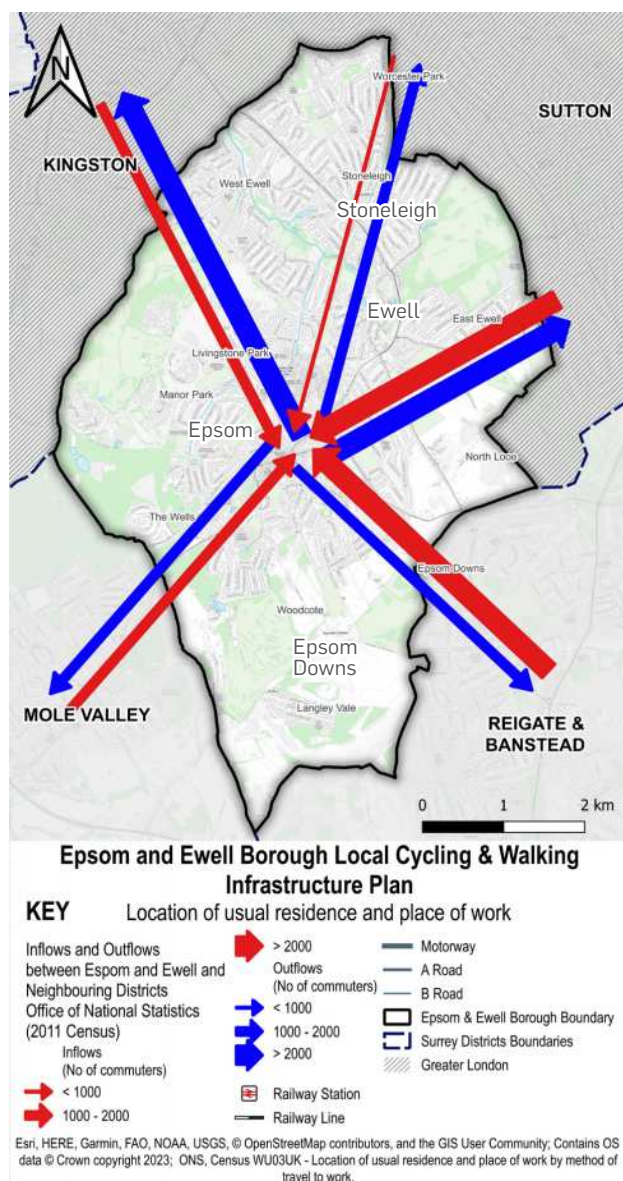 N
Worcester Park
SUTTON
KINGSTON
Stoneleigh
West Ewell
Stoneleigh
Ewell
East Ewell
Livingstone Park
Manor Park
Epsom
North Looe
The Wells
Epsom Downs
Woodcote
Epsom
Downs
Langley Vale
MOLE VALLEY
REIGATE &
BANSTEAD
0 1 2 km
Epsom and Ewell Borough Local Cycling & Walking
Infrastructure Plan
KEY
Location of usual residence and place of work
Inflows and Outflows
between Espom and Ewell and
Neighbouring Districts
Office of National Statistics
(2011 Census)
Inflows
(No of commuters)
< 1000
1000 - 2000
> 2000
Outflows
(No of commuters)
< 1000
1000 - 2000
> 2000
Railway Station
Railway Line
Motorway
A Road
B Road
Epsom & Ewell Borough Boundary
Surrey Districts Boundaries
Greater London
Esri, HERE, Garmin, FAO, NOAA, USGS, © OpenStreetMap contributors, and the GIS User Community; Contains OS
data © Crown copyright 2023; ONS, Census WU03UK - Location of usual residence and place of work by method of
travel to work.